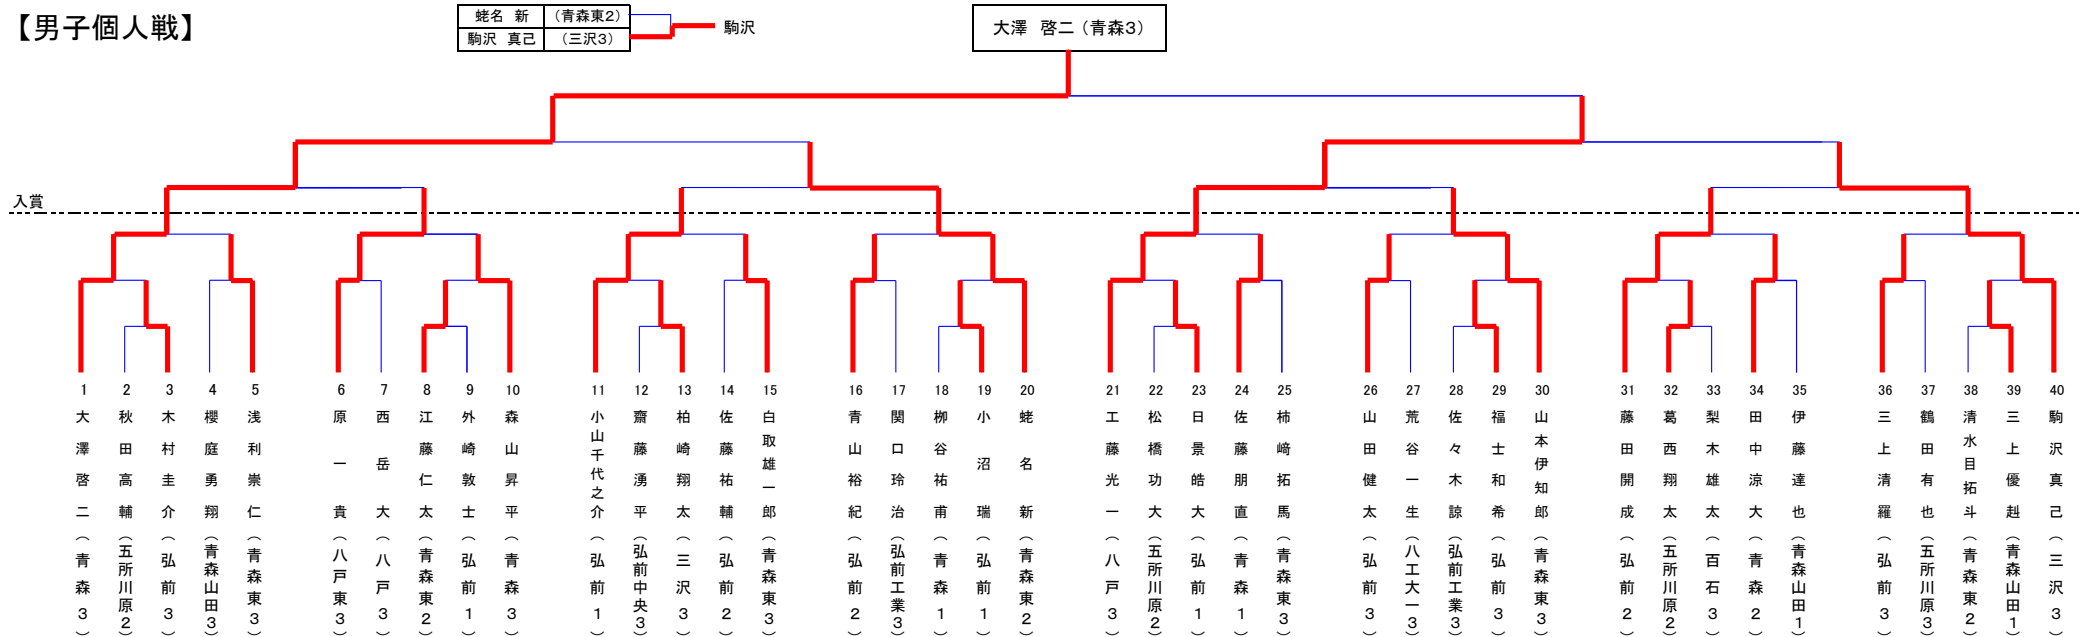 【男子個人戦】
蛯名 新 （青森東２）
駒沢 真己 （三沢３）
駒沢
大澤 啓二（青森３）
入賞
1 大澤啓二（青森３）
2 秋田高輔（五所川原２）
3 木村圭介（弘前３）
4 櫻庭勇翔（青森山田３）
5 浅利崇仁（青森東３）
6 原一貴（八戸東３）
7 西岳大（八戸３）
8 江藤仁太（青森東２）
9 外崎敦士（弘前１）
10 森山昇平（青森３）
11 小山千代之介（弘前１）
12 齋藤湧平（弘前中央３）
13 柏崎翔太（三沢３）
14 佐藤祐輔（弘前２）
15 白取雄一郎（青森東３）
16 青山裕紀（弘前２）
17 関口玲治（弘前工業３）
18 栁谷祐甫（青森１）
19 小沼瑞（弘前１）
20 蛯名新（青森東２）
21 工藤光一（八戸３）
22 松橋功大（五所川原２）
23 日景皓大（弘前１）
24 佐藤朋直（青森１）
25 柿﨑拓馬（青森東３）
26 山田健太（弘前３）
27 荒谷一生（八工大一３）
28 佐々木諒（弘前工業３）
29 福士和希（弘前３）
30 山本伊知郎（青森東３）
31 藤田開成（弘前２）
32 葛西翔太（五所川原２）
33 梨木雄太（百石３）
34 田中涼大（青森２）
35 伊藤達也（青森山田１）
36 三上清羅（弘前３）
37 鶴田有也（五所川原３）
38 清水目拓斗（青森東２）
39 三上優赳（青森山田１）
40 駒沢真己（三沢３）